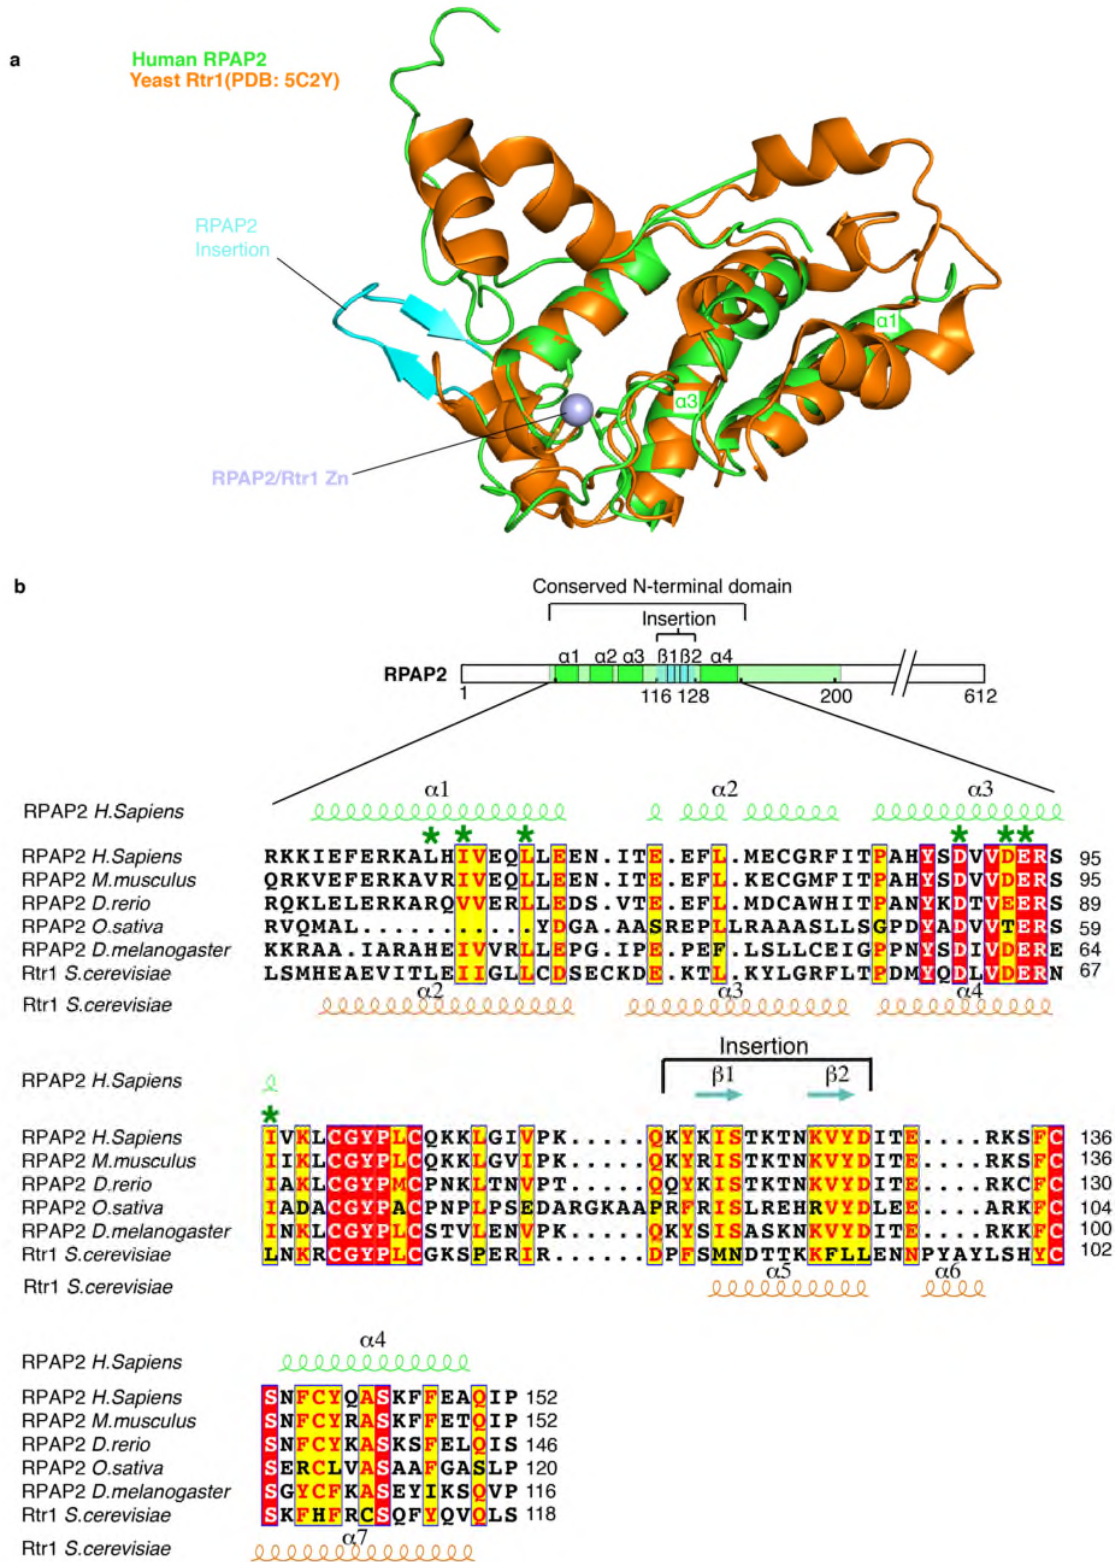 a
Human RPAP2
Yeast Rtr1(PDB: 5C2Y)
RPAP2
Insertion
α1
α3
RPAP2/Rtr1 Zn
b
Conserved N-terminal domain
Insertion
α1 α2 α3 β1 β2 α4
RPAP2
1 116 128 200 612
α1 α2 α3
RPAP2 H.Sapiens
* * * * * *
RPAP2 H.Sapiens RKKIEFERKALHIVEQLLEEN.ITE.EFL.MECGRFITPAHYSDVVDERS 95
RPAP2 M.musculus QRKVEFERKAVRIVEQLLEEN.ITE.EFL.KECGMFITPAHYSDVVDERS 95
RPAP2 D.rerio RQKLELERKARQVVERLLEDS.VTE.EFL.MDCAWHITPANYKDTVEERS 89
RPAP2 O.sativa RVQMAL...........YDGA.AASREPLLRAAASLLSGPDYADVVTERS 59
RPAP2 D.melanogaster KKRAA.IARAHEIVVRLLEPG.IPE.PEF.LSLLCEIGPPNYSDIVDERE 64
Rtr1 S.cerevisiae LSMHEAEVITLEIIGLLCDSECKDE.KTL.KYLGRFLTPDMYQDLVDERN 67
Rtr1 S.cerevisiae α2 α3 α4
Insertion
RPAP2 H.Sapiens β1 β2
*
RPAP2 H.Sapiens IVKLCGYPLCQKKLGIVPK.....QKYKISTKTNKVYDITE....RKSFC 136
RPAP2 M.musculus IIKLCGYPLCQKKLGVIPK.....QKYRISTKTNKVYDITE....RKSFC 136
RPAP2 D.rerio IAKLCGYPMCPNKLTNVPT.....QQYKISTKTNKVYDITE....RKCFC 130
RPAP2 O.sativa IADACGYPACPNPLPSEDARGKAAPRFRISLREHRVYDLEE....ARKFC 104
RPAP2 D.melanogaster INKLCGYPLCSTVLENVPK.....QKYSISASKNKVYDITE....RKKFC 100
Rtr1 S.cerevisiae LNKRCGYPLCGKSPERIR......DPFSMNDTTKKFLLENNPYAYLSHYC 102
Rtr1 S.cerevisiae α5 α6
α4
RPAP2 H.Sapiens
RPAP2 H.Sapiens SNFCYQASKFFEAQIP 152
RPAP2 M.musculus SNFCYRASKFFETQIP 152
RPAP2 D.rerio SNFCYKASKSFELQIS 146
RPAP2 O.sativa SERCLVASAAFGASLP 120
RPAP2 D.melanogaster SGYCFKASEYIKSQVP 116
Rtr1 S.cerevisiae SKFHFRCSQFYQVQLS 118
Rtr1 S.cerevisiae α7